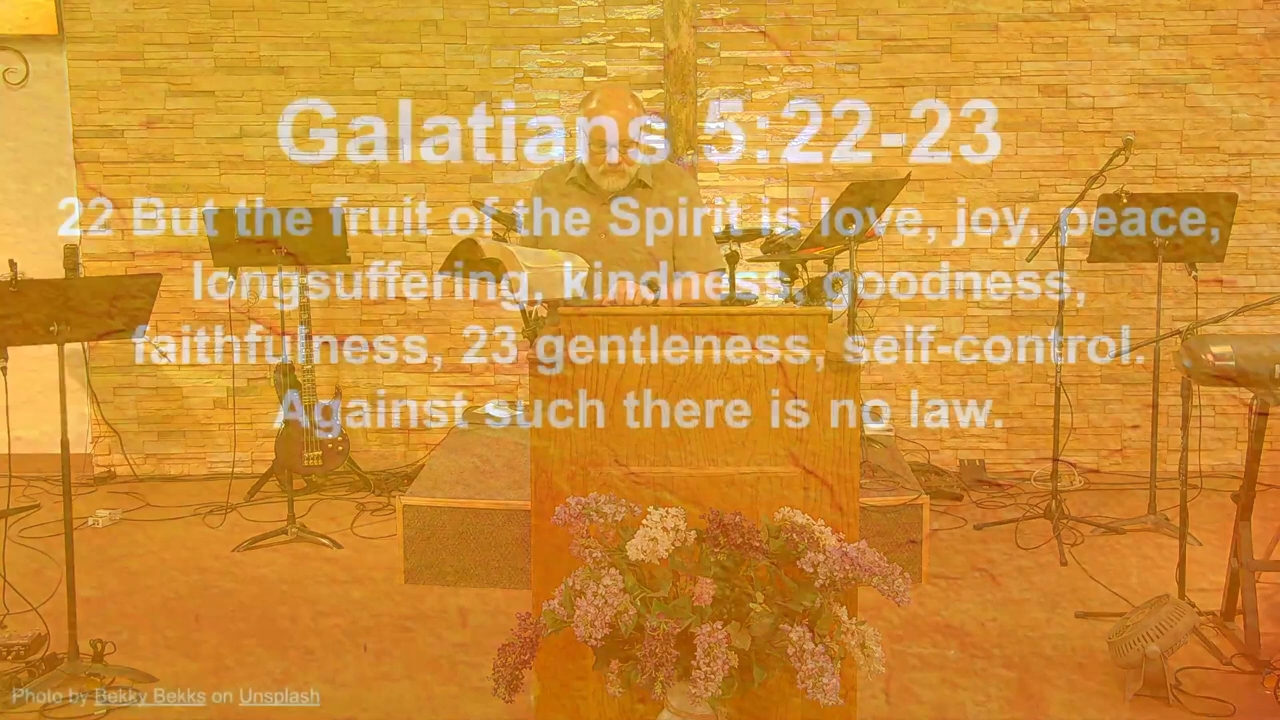 Galatians 5:22-23
22 But the fruit of the Spirit is love, joy, peace,
longsuffering, kindness, goodness,
faithfulness, 23 gentleness, self-control.
Against such there is no law.
Photo by Bekky Bekks on Unsplash